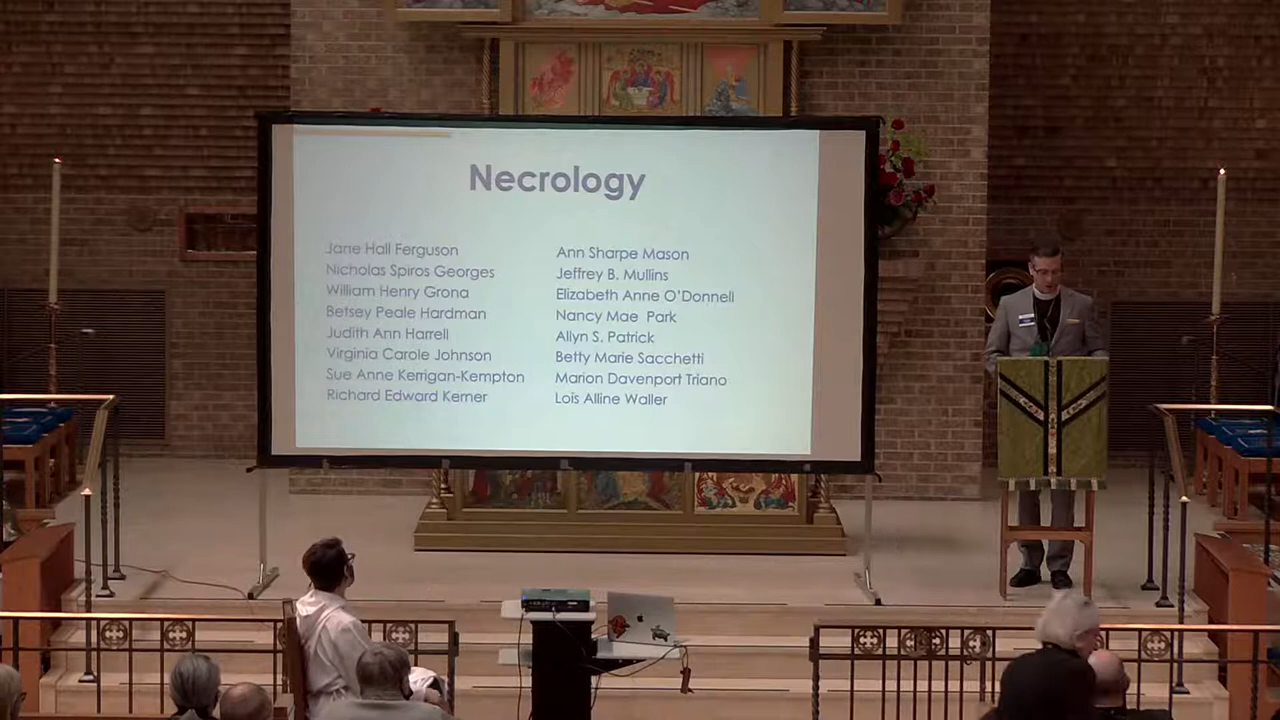 Necrology
Jane Hall Ferguson
Nicholas Spiros Georges
William Henry Grona
Betsey Peale Hardman
Judith Ann Harrell
Virginia Carole Johnson
Sue Anne Kerrigan-Kempton
Richard Edward Kerner
Ann Sharpe Mason
Jeffrey B. Mullins
Elizabeth Anne O'Donnell
Nancy Mae Park
Allyn S. Patrick
Betty Marie Sacchetti
Marion Davenport Triano
Lois Alline Waller